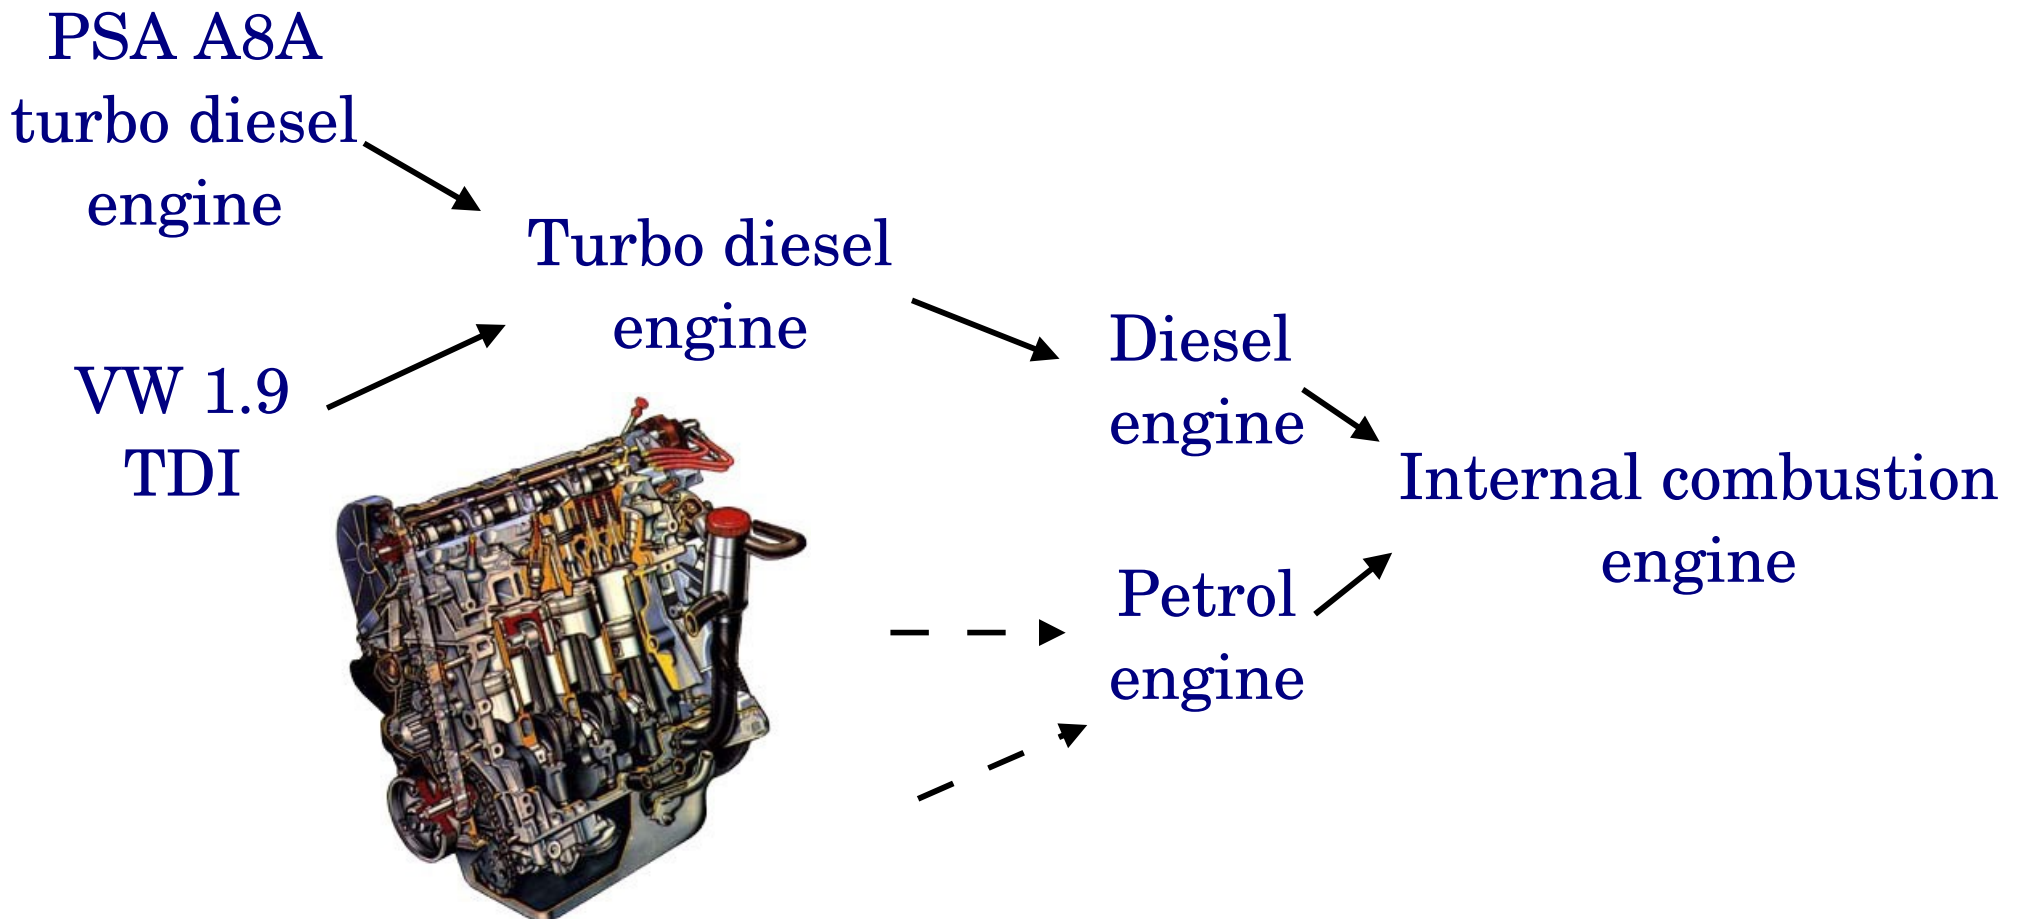 PSA A8A
turbo diesel
engine
VW 1.9
TDI
Turbo diesel
engine
Diesel
engine
Petrol
engine
Internal combustion
engine